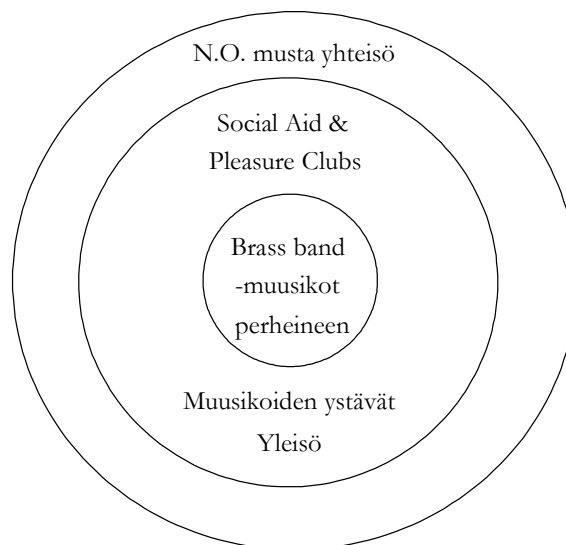 N.O. musta yhteisö
Social Aid &
Pleasure Clubs
Brass band
-muusikot
perheineen
Muusikoiden ystävät
Yleisö